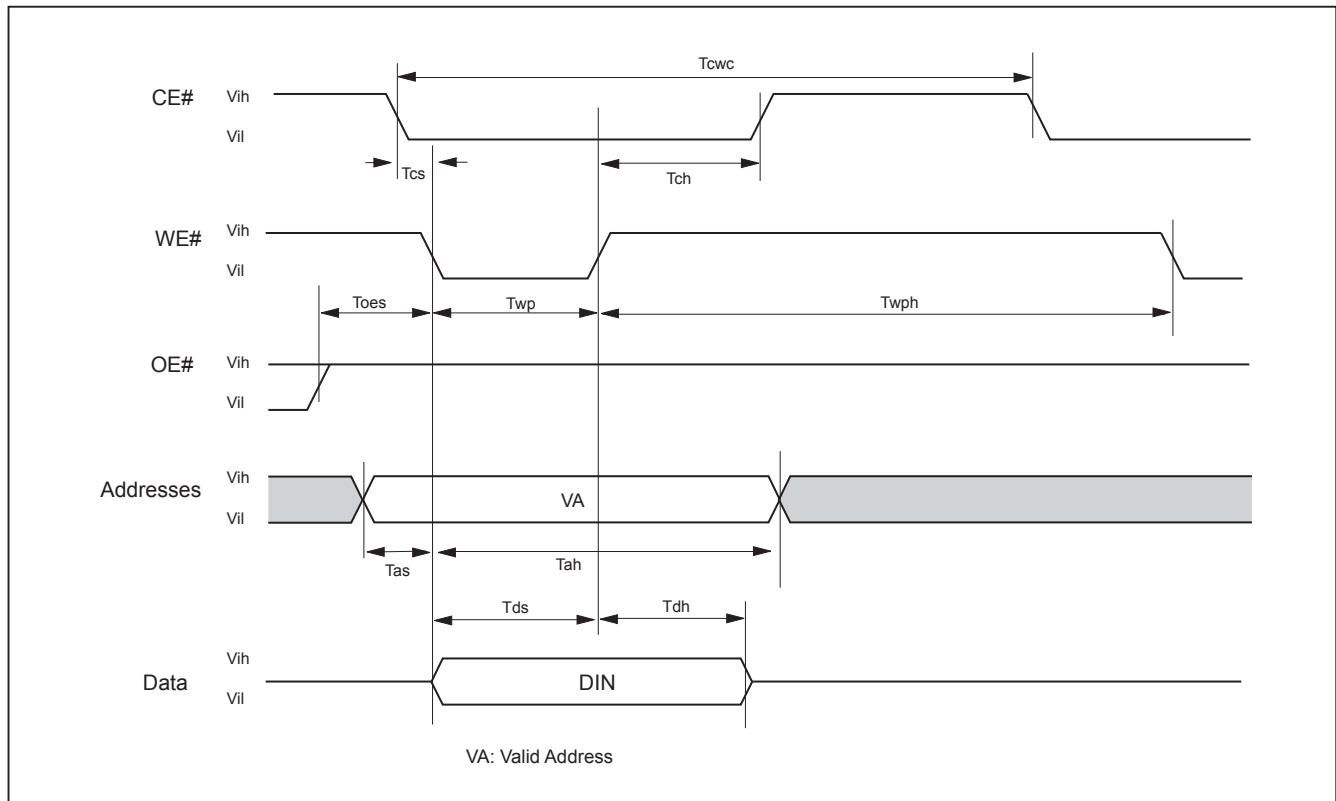 Tcwc
CE#
Vih
Vil
Tcs
Tch
WE#
Vih
Vil
Toes
Twp
Twph
OE#
Vih
Vil
Addresses
Vih
VA
Vil
Tas
Tah
Tds
Tdh
Data
Vih
DIN
Vil
VA: Valid Address